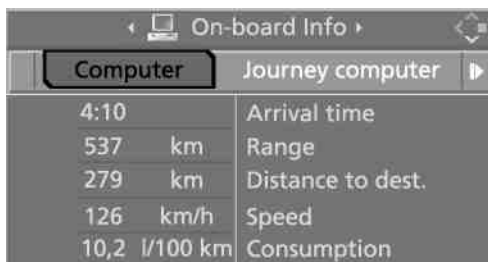 On-board Info
Computer Journey computer
4:10 Arrival time
537 km Range
279 km Distance to dest.
126 km/h Speed
10,2 l/100 km Consumption